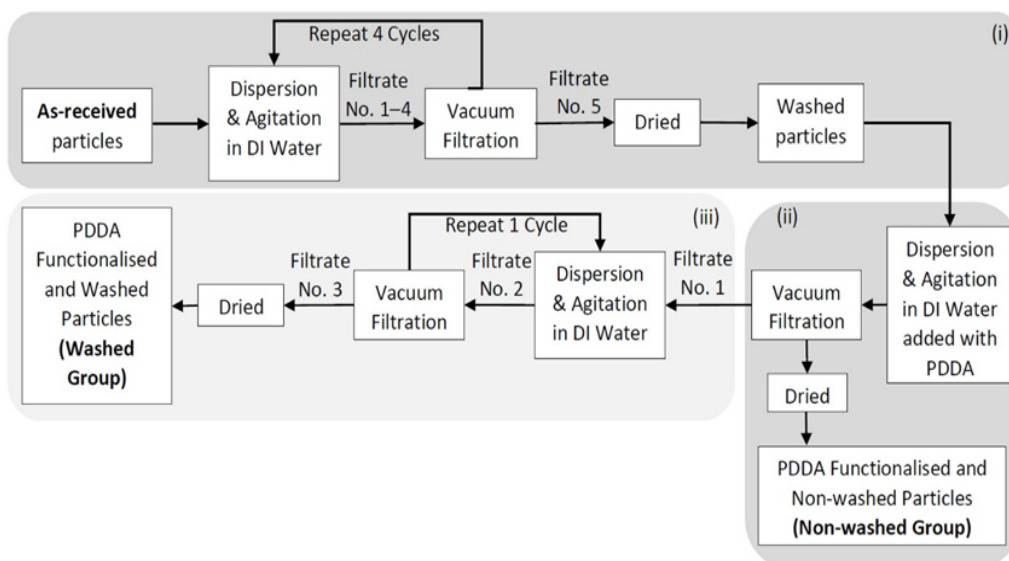 (i)
Repeat 4 Cycles
As-received
particles
Dispersion
& Agitation
in DI Water
Filtrate
No. 1–4
Vacuum
Filtration
Filtrate
No. 5
Dried
Washed
particles
(ii)
Dispersion
& Agitation
in DI Water
added with
PDDA
Vacuum
Filtration
Dried
PDDA Functionalised and
Non-washed Particles
(Non-washed Group)
(iii)
Filtrate
No. 1
Repeat 1 Cycle
Dispersion
& Agitation
in DI Water
Filtrate
No. 2
Vacuum
Filtration
Filtrate
No. 3
Dried
PDDA
Functionalised
and Washed
Particles
(Washed
Group)